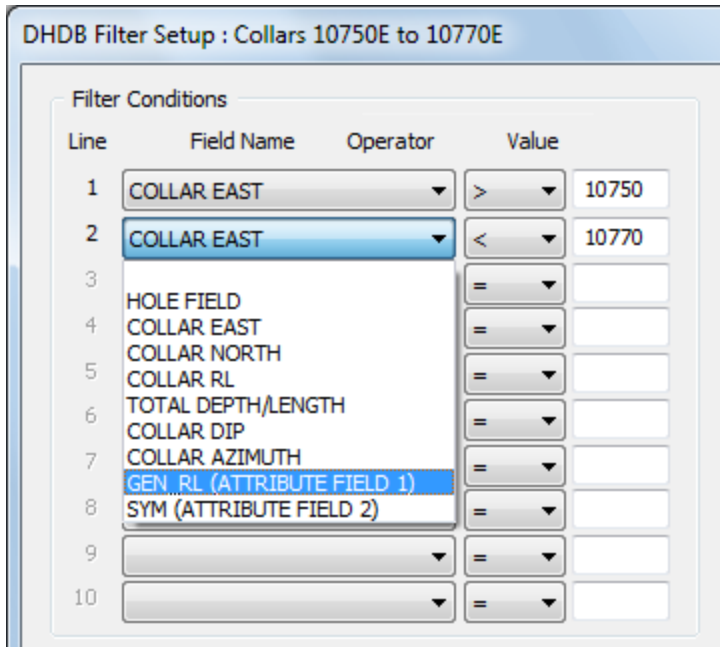 DHDB Filter Setup : Collars 10750E to 10770E
Filter Conditions
Line Field Name Operator Value
1 COLLAR EAST > 10750
2 COLLAR EAST < 10770
3 =
HOLE FIELD
4 COLLAR EAST =
COLLAR NORTH
5 COLLAR RL =
TOTAL DEPTH/LENGTH
6 COLLAR DIP =
7 COLLAR AZIMUTH =
GEN_RL (ATTRIBUTE FIELD 1)
8 SYM (ATTRIBUTE FIELD 2) =
9 =
10 =